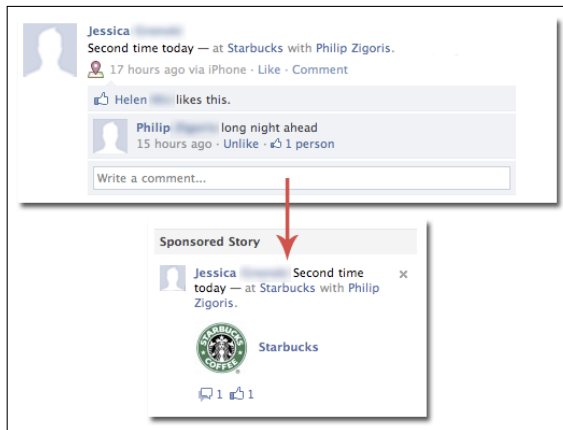 Jessica
Second time today — at Starbucks with Philip Zigoris.
17 hours ago via iPhone · Like · Comment
Helen likes this.
Philip long night ahead
15 hours ago · Unlike · 1 person
Write a comment...
Sponsored Story
Jessica Second time
today — at Starbucks with Philip
Zigoris.
STARBUCKS
COFFEE
Starbucks
1 1